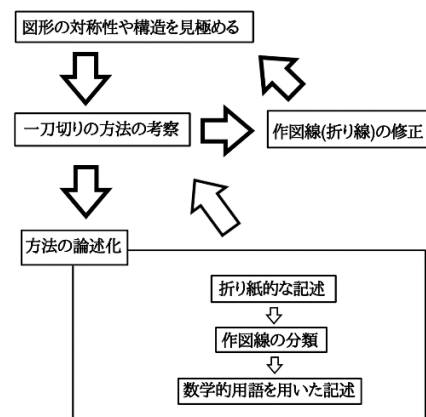 図形の対称性や構造を見極める
一刀切りの方法の考察
作図線(折り線)の修正
方法の論述化
折り紙的な記述
作図線の分類
数学的用語を用いた記述